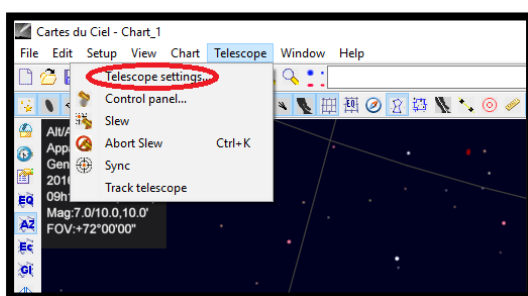 Cartes du Ciel - Chart_1
File Edit Setup View Chart Telescope Window Help
Telescope settings...
Control panel...
Slew
Abort Slew Ctrl+K
Sync
Track telescope
Alt/A
Appa
Gen
2016
09h
Mag:7.0/10.0,10.0'
FOV:+72°00'00"
EQ
AZ
Ec
Gl